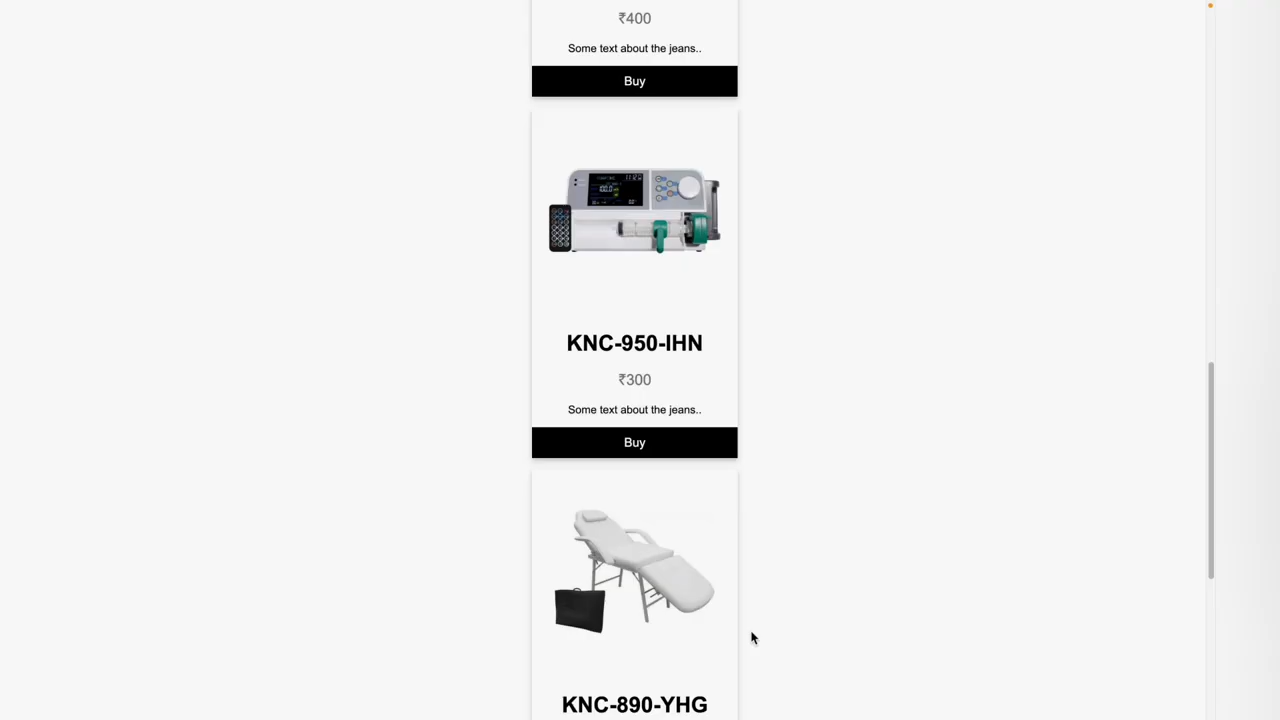 ₹400
Some text about the jeans..
Buy
KNC-950-IHN
₹300
Some text about the jeans..
Buy
KNC-890-YHG